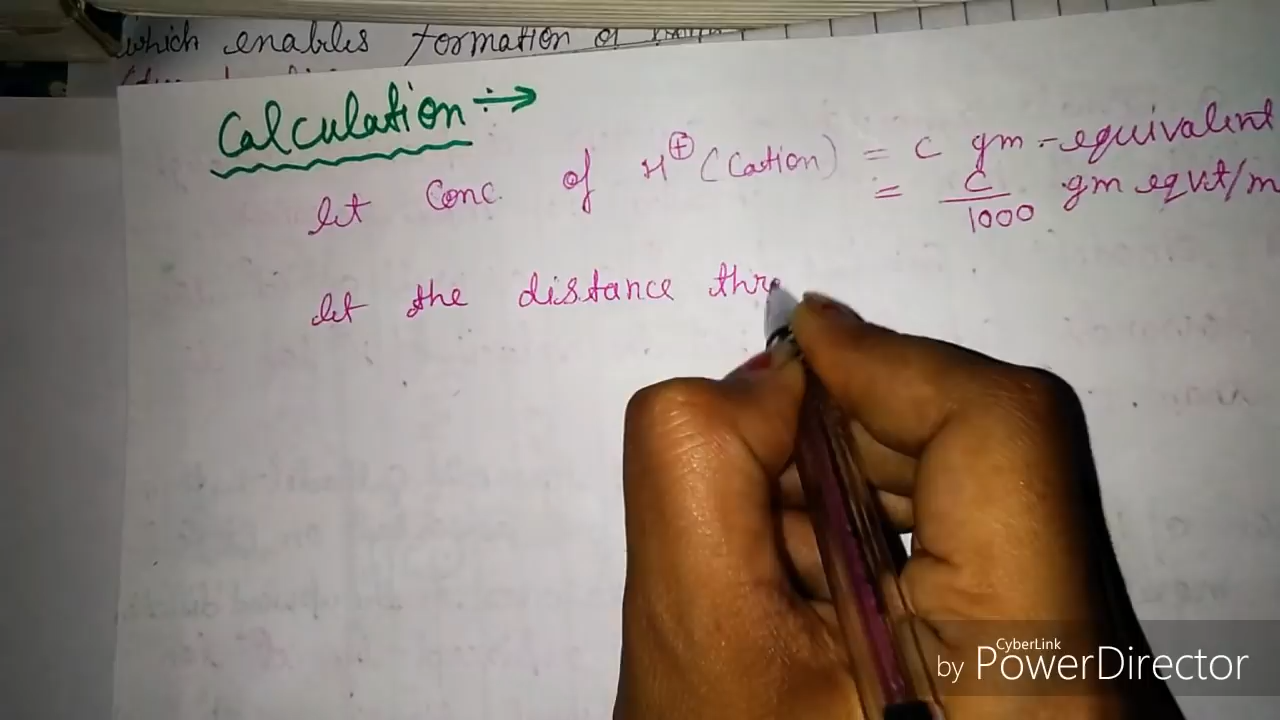 which enables formation of
Calculation ÷→
let Conc. of H⊕ (Cation) = C gm-equivalent
= C/1000 gm eqvt/m
let the distance thro
CyberLink
by PowerDirector